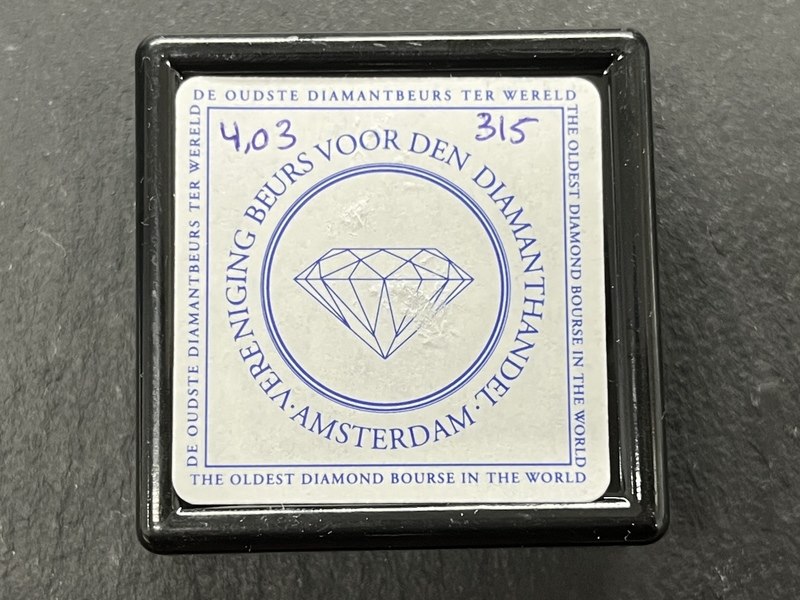 DE OUDSTE DIAMANTBEURS TER WERELD
THE OLDEST DIAMOND BOURSE IN THE WORLD
DE OUDSTE DIAMANTBEURS TER WERELD
THE OLDEST DIAMOND BOURSE IN THE WORLD
4,03
315
VERENIGING BEURS VOOR DEN DIAMANTHANDEL
· AMSTERDAM ·